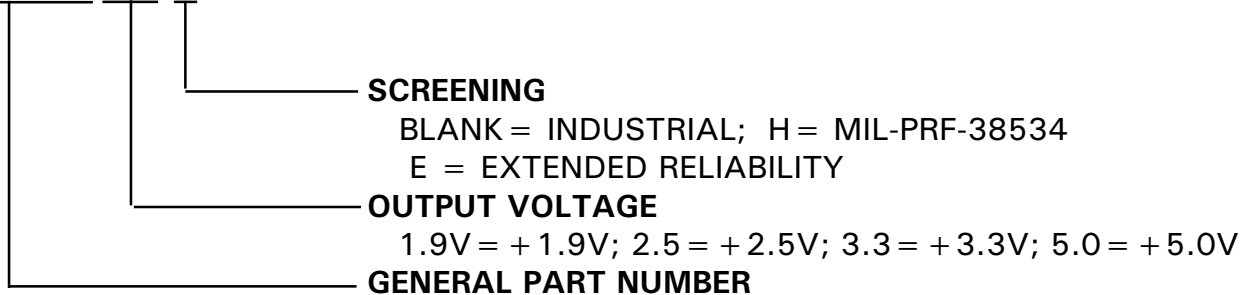 SCREENING
BLANK = INDUSTRIAL; H = MIL-PRF-38534
E = EXTENDED RELIABILITY
OUTPUT VOLTAGE
1.9V = +1.9V; 2.5 = +2.5V; 3.3 = +3.3V; 5.0 = +5.0V
GENERAL PART NUMBER